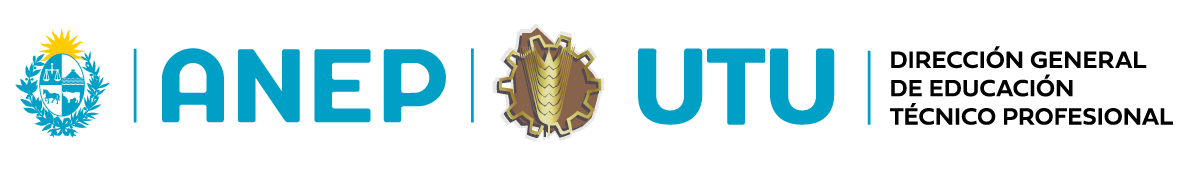 ANEP
UTU
DIRECCIÓN GENERAL
DE EDUCACIÓN
TÉCNICO PROFESIONAL